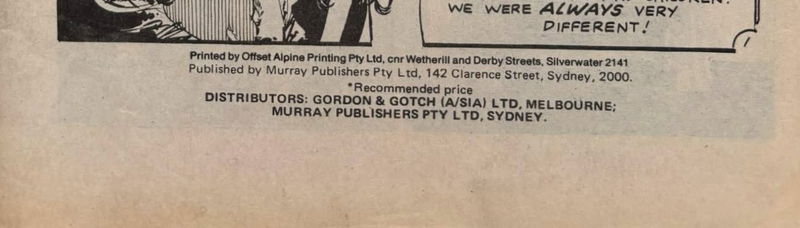 WE WERE ALWAYS VERY
DIFFERENT!
1
Printed by Offset Alpine Printing Pty Ltd, cnr Wetherill and Derby Streets, Silverwater 2141
Published by Murray Publishers Pty Ltd, 142 Clarence Street, Sydney, 2000.
*Recommended price
DISTRIBUTORS: GORDON & GOTCH (A/SIA) LTD, MELBOURNE;
MURRAY PUBLISHERS PTY LTD, SYDNEY.